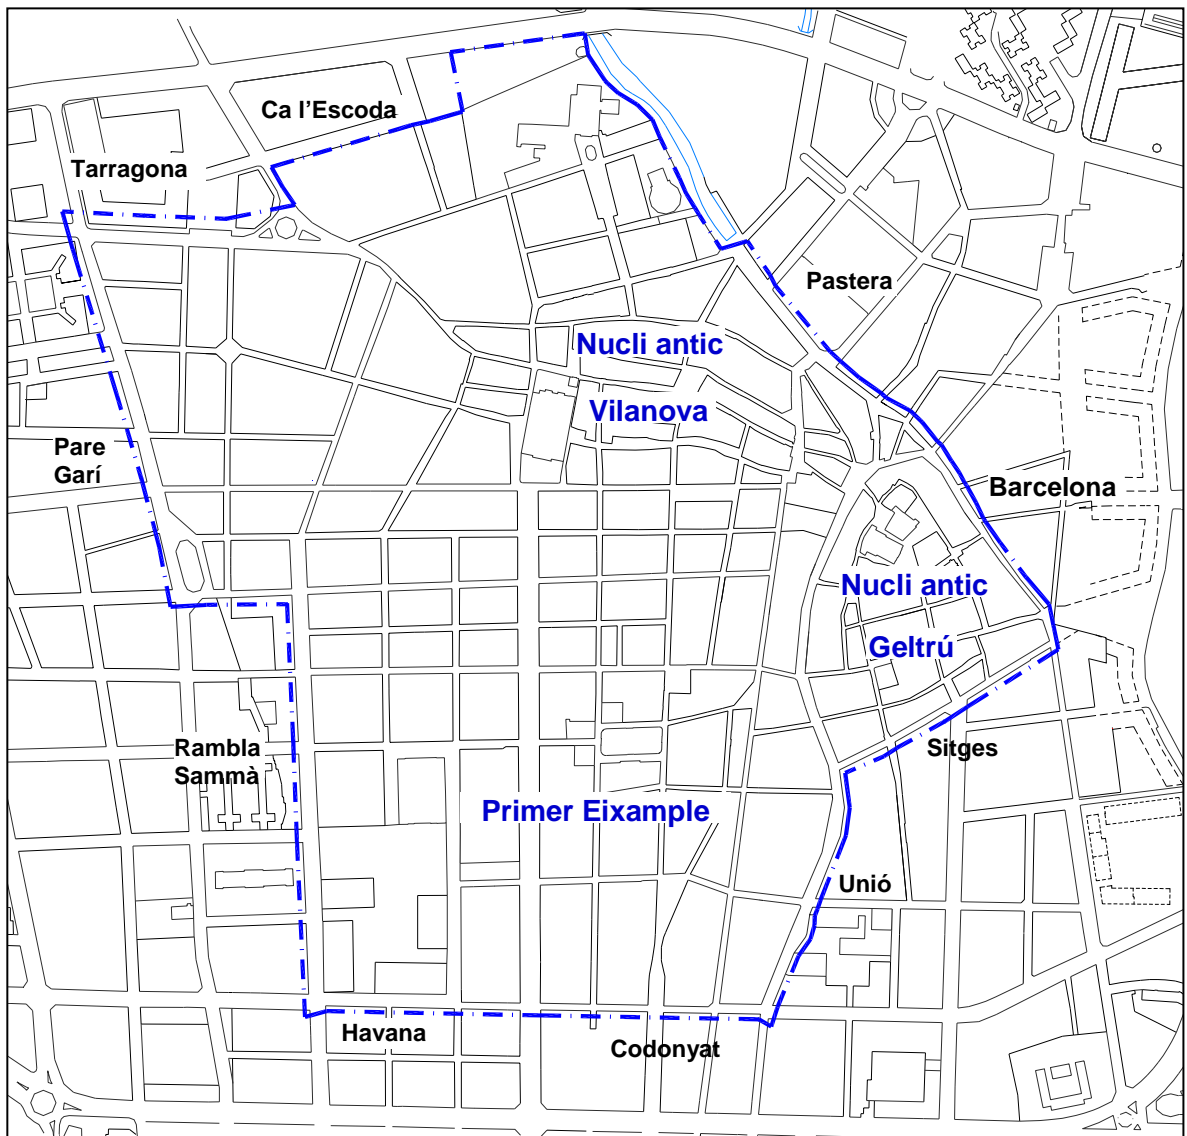 Ca l’Escoda
Tarragona
Pastera
Nucli antic
Vilanova
Pare
Garí
Barcelona
Nucli antic
Geltrú
Rambla
Sammà
Sitges
Primer Eixample
Unió
Havana
Codonyat